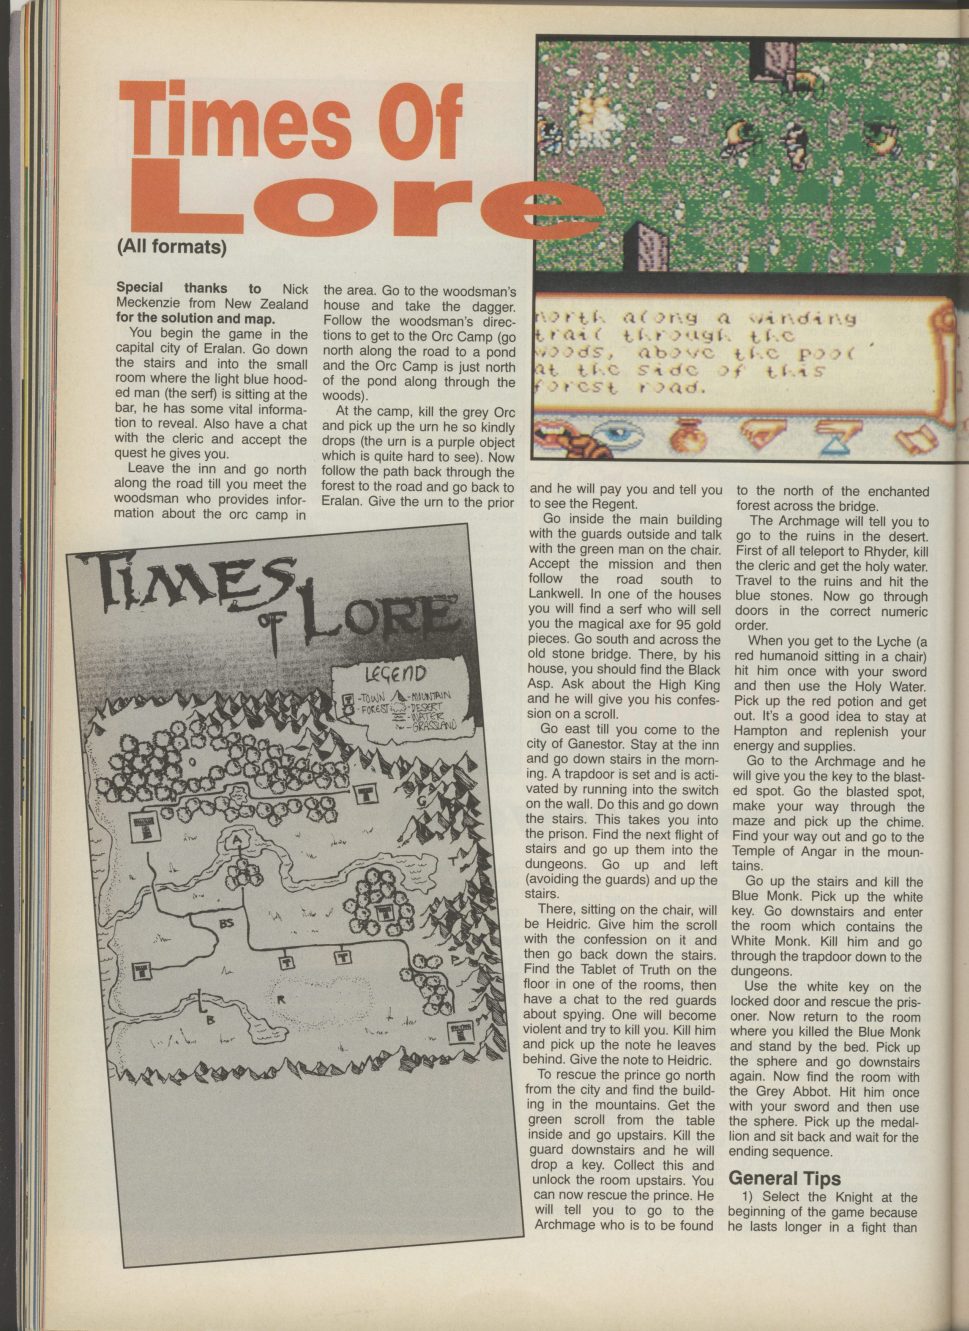 Times Of
Lore
(All formats)
Special thanks to Nick
Meckenzie from New Zealand
for the solution and map.
You begin the game in the
capital city of Eralan. Go down
the stairs and into the small
room where the light blue hood-
ed man (the serf) is sitting at the
bar, he has some vital informa-
tion to reveal. Also have a chat
with the cleric and accept the
quest he gives you.
Leave the inn and go north
along the road till you meet the
woodsman who provides infor-
mation about the orc camp in
the area. Go to the woodsman's
house and take the dagger.
Follow the woodsman's direc-
tions to get to the Orc Camp (go
north along the road to a pond
and the Orc Camp is just north
of the pond along through the
woods).
At the camp, kill the grey Orc
and pick up the urn he so kindly
drops (the urn is a purple object
which is quite hard to see). Now
follow the path back through the
forest to the road and go back to
Eralan. Give the urn to the prior
north along a winding
trail through the
woods, above the pool
at the side of this
forest road.
TIMES
of LORE
LEGEND
-TOWN -MOUNTAIN
-FOREST -DESERT
-WATER
-GRASSLAND
T
T
G
A
T
T
BS
T
T
T
P
R
B
and he will pay you and tell you
to see the Regent.
Go inside the main building
with the guards outside and talk
with the green man on the chair.
Accept the mission and then
follow the road south to
Lankwell. In one of the houses
you will find a serf who will sell
you the magical axe for 95 gold
pieces. Go south and across the
old stone bridge. There, by his
house, you should find the Black
Asp. Ask about the High King
and he will give you his confes-
sion on a scroll.
Go east till you come to the
city of Ganestor. Stay at the inn
and go down stairs in the morn-
ing. A trapdoor is set and is acti-
vated by running into the switch
on the wall. Do this and go down
the stairs. This takes you into
the prison. Find the next flight of
stairs and go up them into the
dungeons. Go up and left
(avoiding the guards) and up the
stairs.
There, sitting on the chair, will
be Heidric. Give him the scroll
with the confession on it and
then go back down the stairs.
Find the Tablet of Truth on the
floor in one of the rooms, then
have a chat to the red guards
about spying. One will become
violent and try to kill you. Kill him
and pick up the note he leaves
behind. Give the note to Heidric.
To rescue the prince go north
from the city and find the build-
ing in the mountains. Get the
green scroll from the table
inside and go upstairs. Kill the
guard downstairs and he will
drop a key. Collect this and
unlock the room upstairs. You
can now rescue the prince. He
will tell you to go to the
Archmage who is to be found
to the north of the enchanted
forest across the bridge.
The Archmage will tell you to
go to the ruins in the desert.
First of all teleport to Rhyder, kill
the cleric and get the holy water.
Travel to the ruins and hit the
blue stones. Now go through
doors in the correct numeric
order.
When you get to the Lyche (a
red humanoid sitting in a chair)
hit him once with your sword
and then use the Holy Water.
Pick up the red potion and get
out. It's a good idea to stay at
Hampton and replenish your
energy and supplies.
Go to the Archmage and he
will give you the key to the blast-
ed spot. Go the blasted spot,
make your way through the
maze and pick up the chime.
Find your way out and go to the
Temple of Angar in the moun-
tains.
Go up the stairs and kill the
Blue Monk. Pick up the white
key. Go downstairs and enter
the room which contains the
White Monk. Kill him and go
through the trapdoor down to the
dungeons.
Use the white key on the
locked door and rescue the pris-
oner. Now return to the room
where you killed the Blue Monk
and stand by the bed. Pick up
the sphere and go downstairs
again. Now find the room with
the Grey Abbot. Hit him once
with your sword and then use
the sphere. Pick up the medal-
lion and sit back and wait for the
ending sequence.
General Tips
1) Select the Knight at the
beginning of the game because
he lasts longer in a fight than